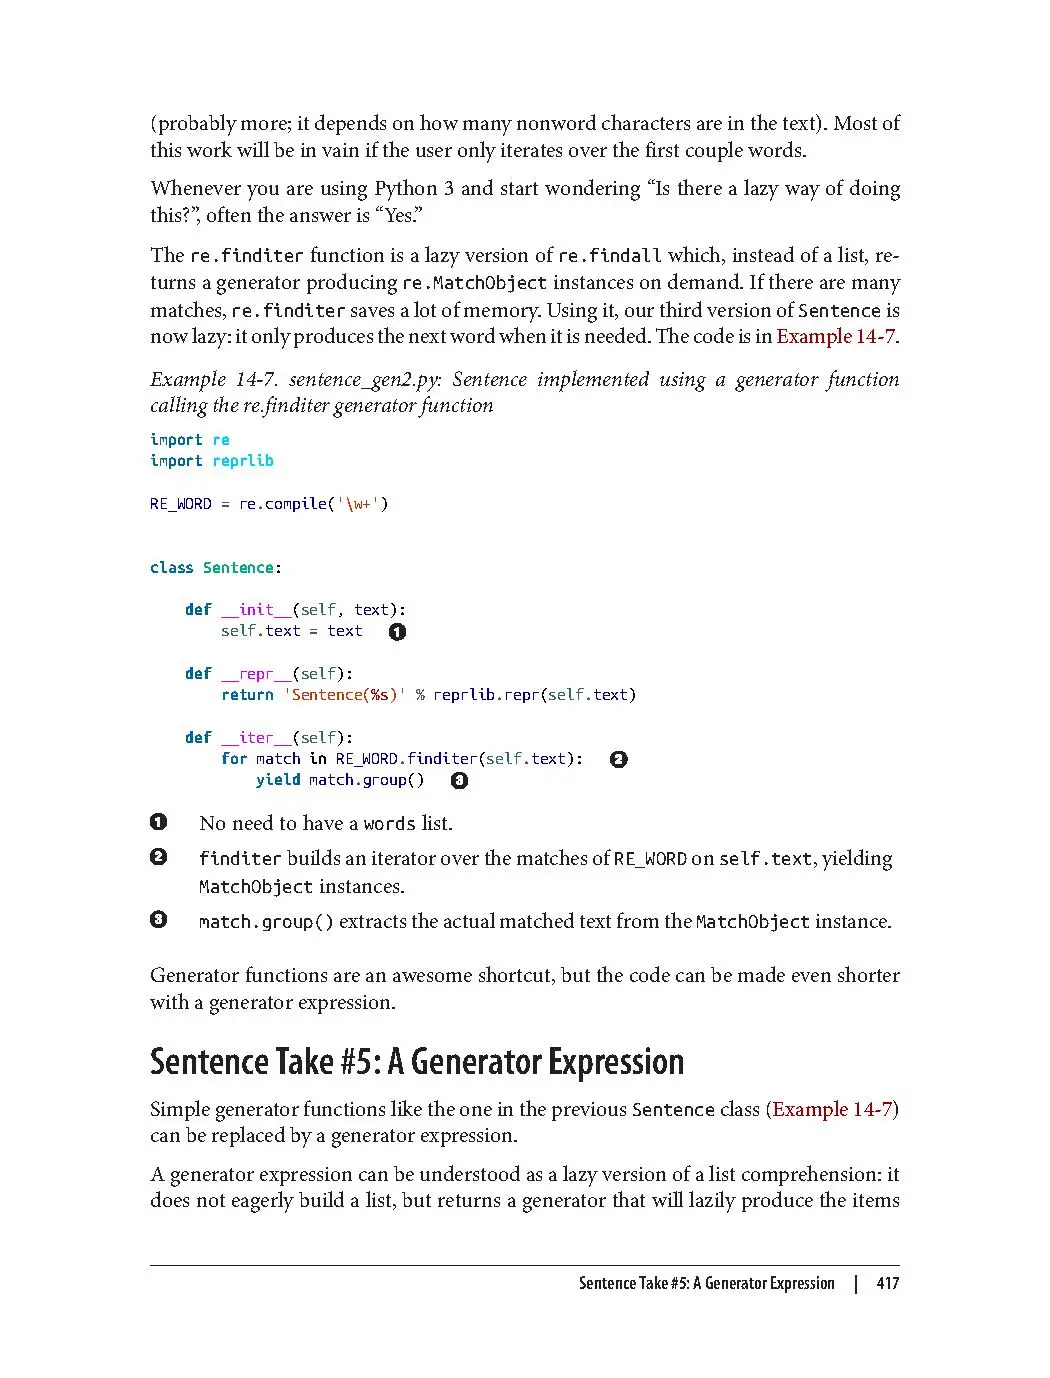 (probably more; it depends on how many nonword characters are in the text). Most of
this work will be in vain if the user only iterates over the first couple words.
Whenever you are using Python 3 and start wondering “Is there a lazy way of doing
this?”, often the answer is “Yes.”
The re.finditer function is a lazy version of re.findall which, instead of a list, re-
turns a generator producing re.MatchObject instances on demand. If there are many
matches, re.finditer saves a lot of memory. Using it, our third version of Sentence is
now lazy: it only produces the next word when it is needed. The code is in Example 14-7.
Example 14-7. sentence_gen2.py: Sentence implemented using a generator function
calling the re.finditer generator function
import re
import reprlib
RE_WORD = re.compile('\w+')
class Sentence:
    def __init__(self, text):
        self.text = text ❶
    def __repr__(self):
        return 'Sentence(%s)' % reprlib.repr(self.text)
    def __iter__(self):
        for match in RE_WORD.finditer(self.text): ❷
            yield match.group() ❸
❶ No need to have a words list.
❷ finditer builds an iterator over the matches of RE_WORD on self.text, yielding
MatchObject instances.
❸ match.group() extracts the actual matched text from the MatchObject instance.
Generator functions are an awesome shortcut, but the code can be made even shorter
with a generator expression.
Sentence Take #5: A Generator Expression
Simple generator functions like the one in the previous Sentence class (Example 14-7)
can be replaced by a generator expression.
A generator expression can be understood as a lazy version of a list comprehension: it
does not eagerly build a list, but returns a generator that will lazily produce the items
Sentence Take #5: A Generator Expression | 417